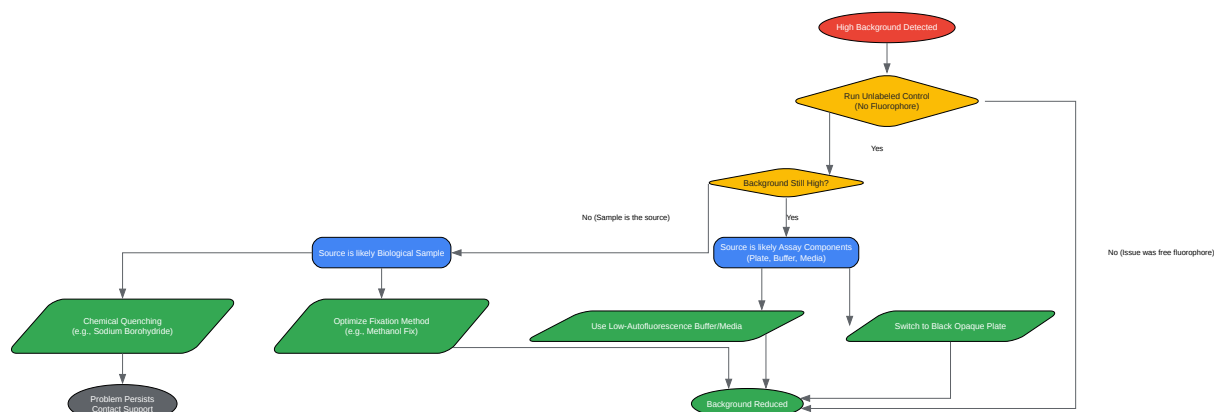 High Background Detected
Run Unlabeled Control
(No Fluorophore)
Yes
Background Still High?
No (Sample is the source)
Yes
Source is likely Biological Sample
Source is likely Assay Components
(Plate, Buffer, Media)
No (Issue was free fluorophore)
Chemical Quenching
(e.g., Sodium Borohydride)
Optimize Fixation Method
(e.g., Methanol Fix)
Use Low-Autofluorescence Buffer/Media
Switch to Black Opaque Plate
Problem Persists
Contact Support
Background Reduced